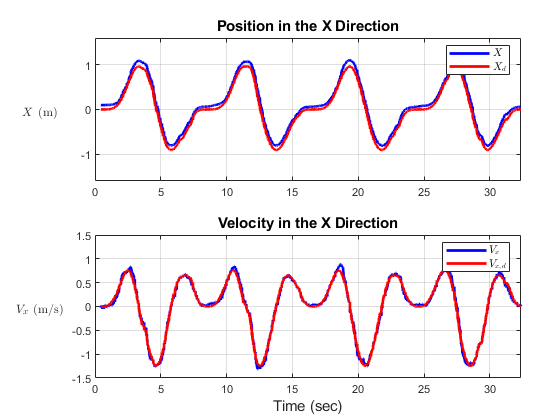 Position in the X Direction
X
X_d
1
0
-1
X (m)
0 5 10 15 20 25 30
Velocity in the X Direction
V_x
V_{x,d}
1.5
1
0.5
0
-0.5
-1
-1.5
V_x (m/s)
0 5 10 15 20 25 30
Time (sec)